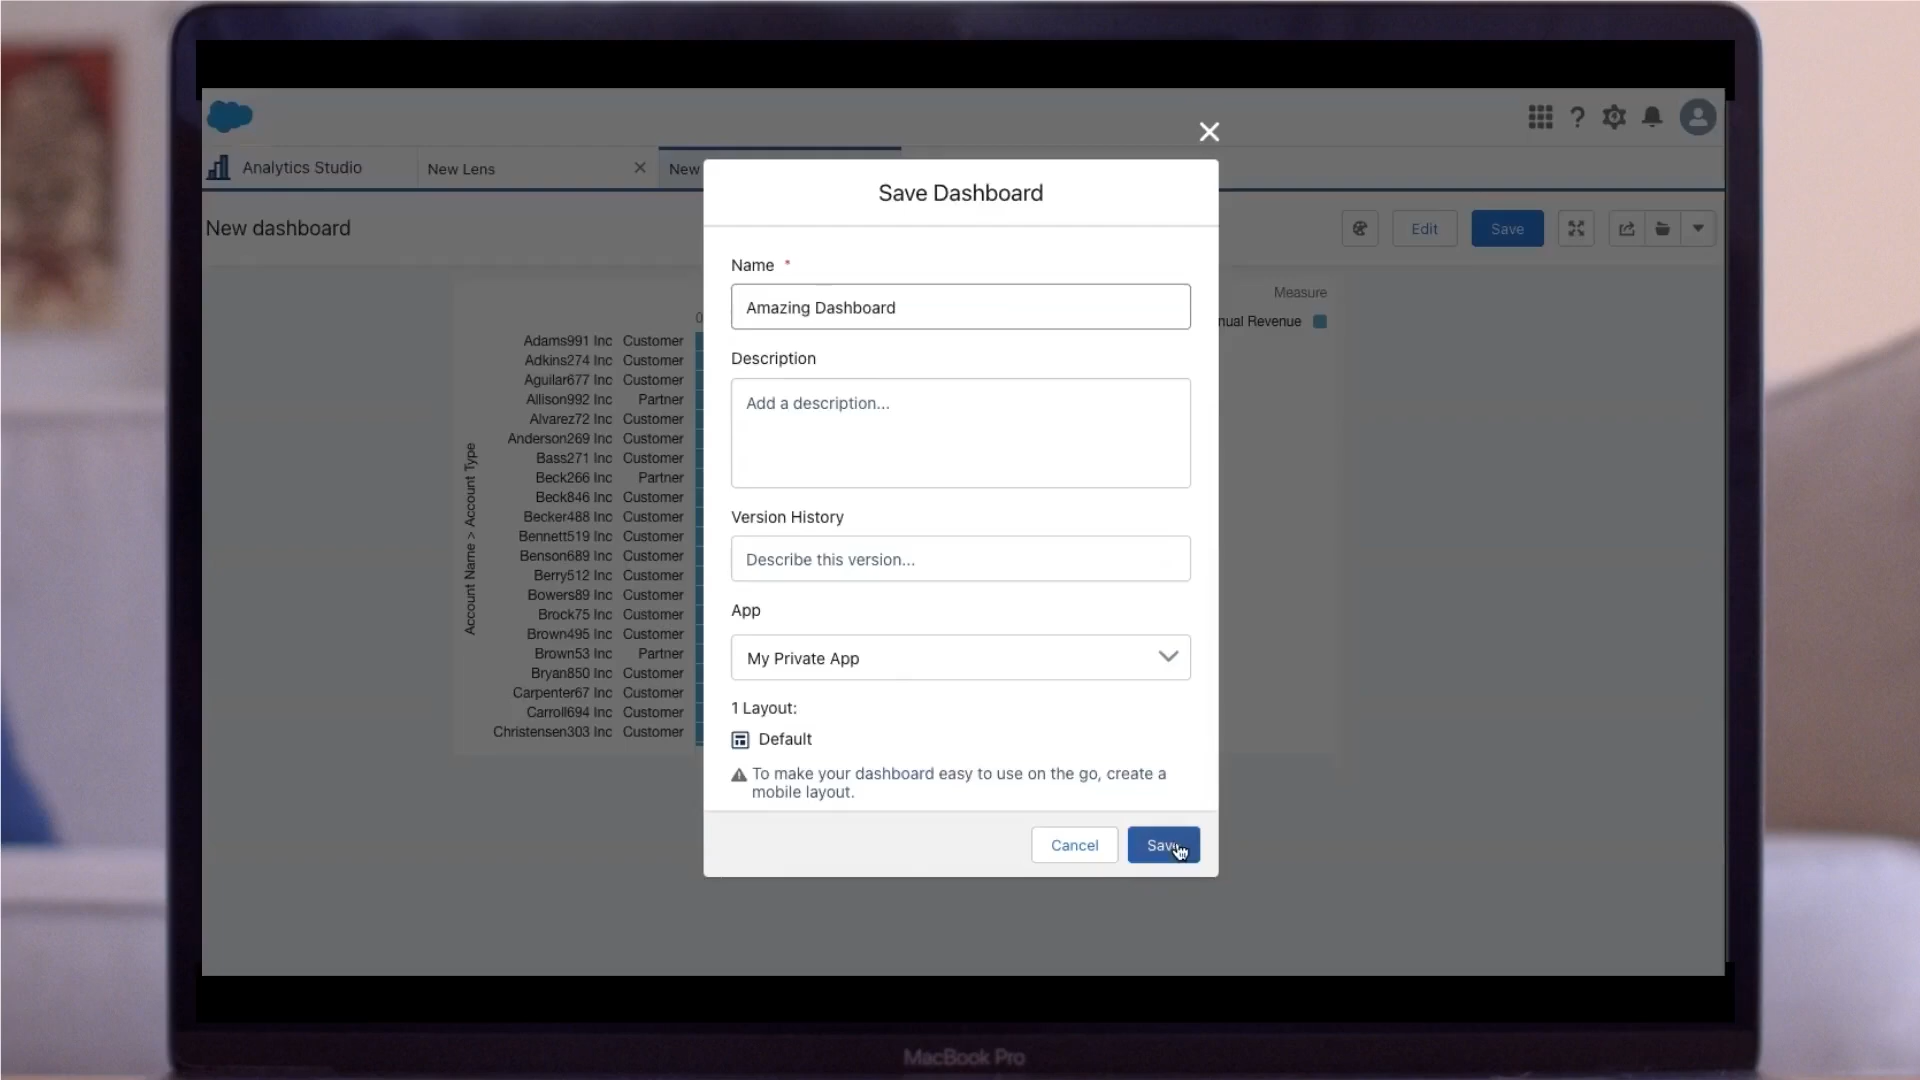 Analytics Studio
New Lens
New
New dashboard
Edit
Save
Save Dashboard
Name *
Amazing Dashboard
Description
Add a description...
Version History
Describe this version...
App
My Private App
1 Layout:
Default
To make your dashboard easy to use on the go, create a
mobile layout.
Cancel
Save
Measure
nual Revenue
0
Account Name > Account Type
Adams991 Inc Customer
Adkins274 Inc Customer
Aguilar677 Inc Customer
Allison992 Inc Partner
Alvarez72 Inc Customer
Anderson269 Inc Customer
Bass271 Inc Customer
Beck266 Inc Partner
Beck846 Inc Customer
Becker488 Inc Customer
Bennett519 Inc Customer
Benson689 Inc Customer
Berry512 Inc Customer
Bowers89 Inc Customer
Brock75 Inc Customer
Brown495 Inc Customer
Brown53 Inc Partner
Bryan850 Inc Customer
Carpenter67 Inc Customer
Carroll694 Inc Customer
Christensen303 Inc Customer
MacBook Pro